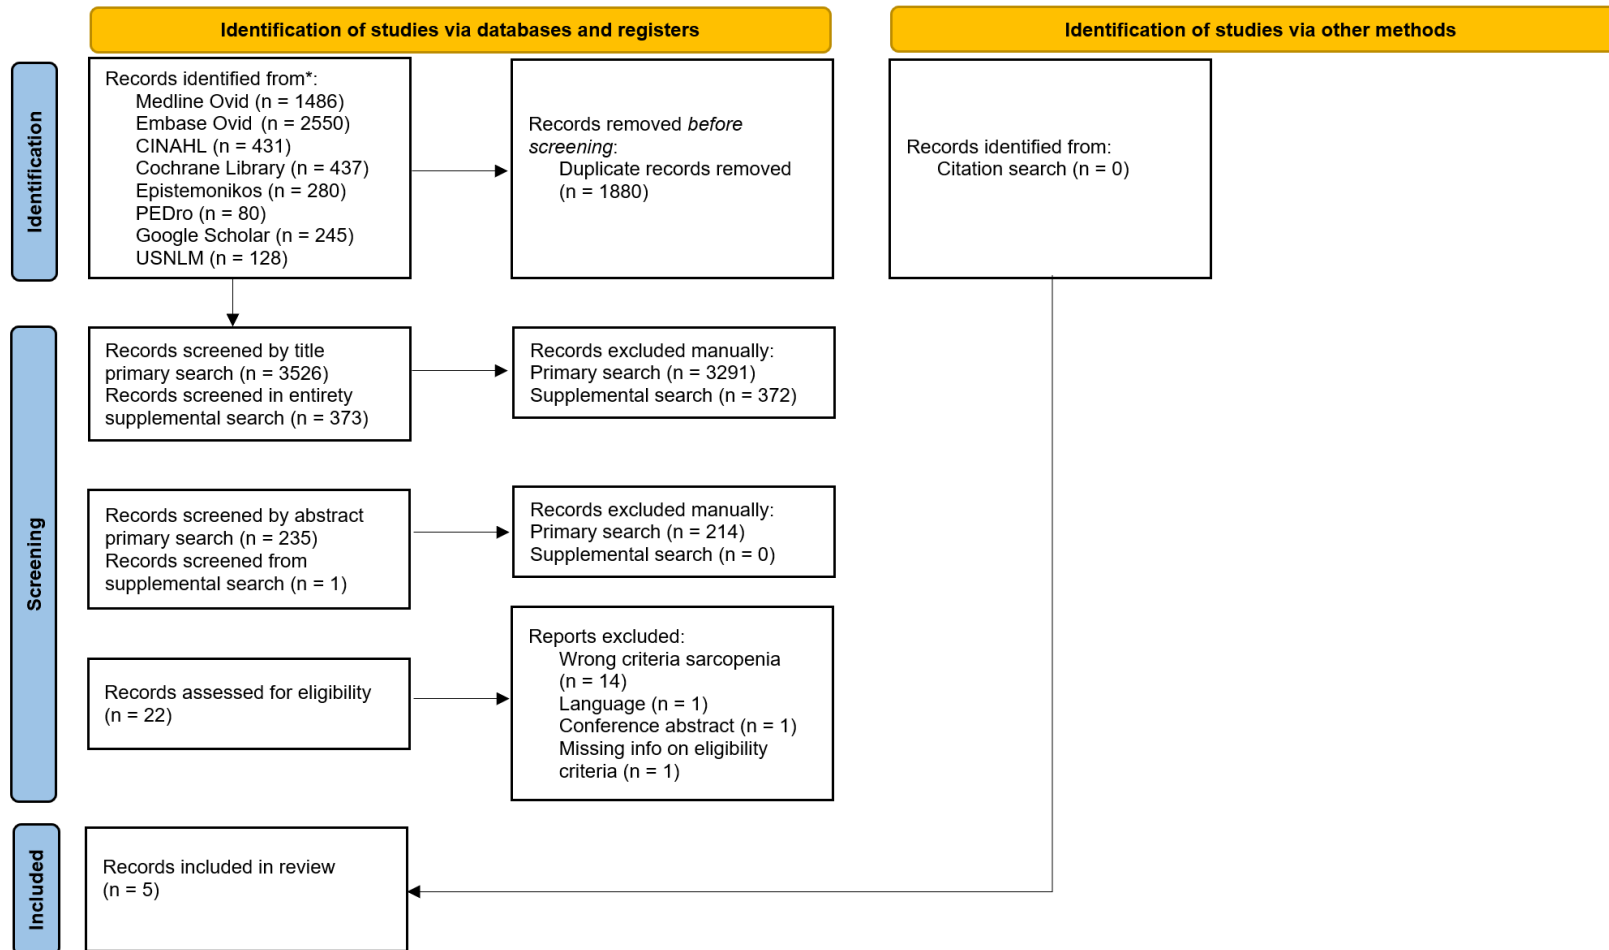 Identification of studies via databases and registers
Identification of studies via other methods
Identification
Records identified from*:
Medline Ovid (n = 1486)
Embase Ovid (n = 2550)
CINAHL (n = 431)
Cochrane Library (n = 437)
Epistemonikos (n = 280)
PEDro (n = 80)
Google Scholar (n = 245)
USNLM (n = 128)
Records removed before
screening:
Duplicate records removed
(n = 1880)
Records identified from:
Citation search (n = 0)
Screening
Records screened by title
primary search (n = 3526)
Records screened in entirety
supplemental search (n = 373)
Records excluded manually:
Primary search (n = 3291)
Supplemental search (n = 372)
Records screened by abstract
primary search (n = 235)
Records screened from
supplemental search (n = 1)
Records excluded manually:
Primary search (n = 214)
Supplemental search (n = 0)
Records assessed for eligibility
(n = 22)
Reports excluded:
Wrong criteria sarcopenia
(n = 14)
Language (n = 1)
Conference abstract (n = 1)
Missing info on eligibility
criteria (n = 1)
Included
Records included in review
(n = 5)